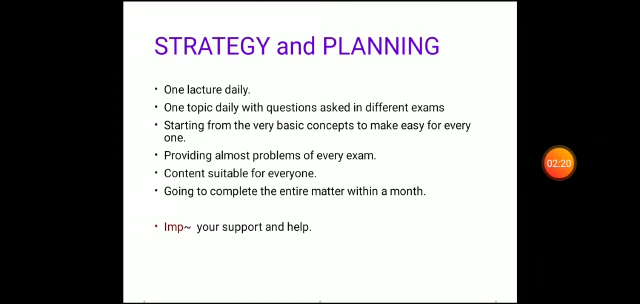 STRATEGY and PLANNING
• One lacture daily.
• One topic daily with questions asked in different exams
• Starting from the very basic concepts to make easy for every
one.
• Providing almost problems of every exam.
• Content suitable for everyone.
• Going to complete the entire matter within a month.
• Imp~ your support and help.
02:20